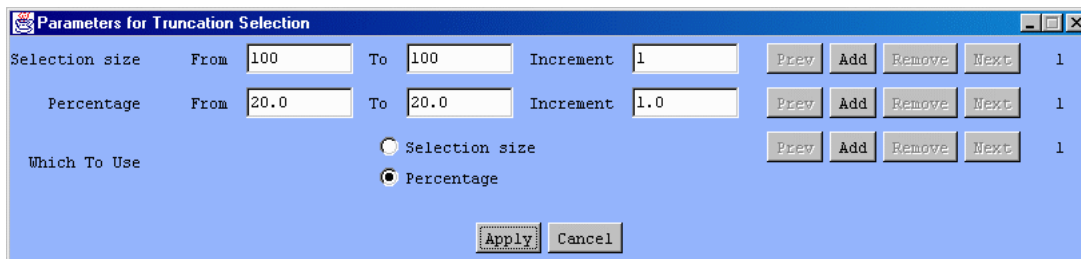 Parameters for Truncation Selection
Selection size From 100 To 100 Increment 1 Prev Add Remove Next 1
Percentage From 20.0 To 20.0 Increment 1.0 Prev Add Remove Next 1
Which To Use Selection size Prev Add Remove Next 1
Percentage
Apply Cancel